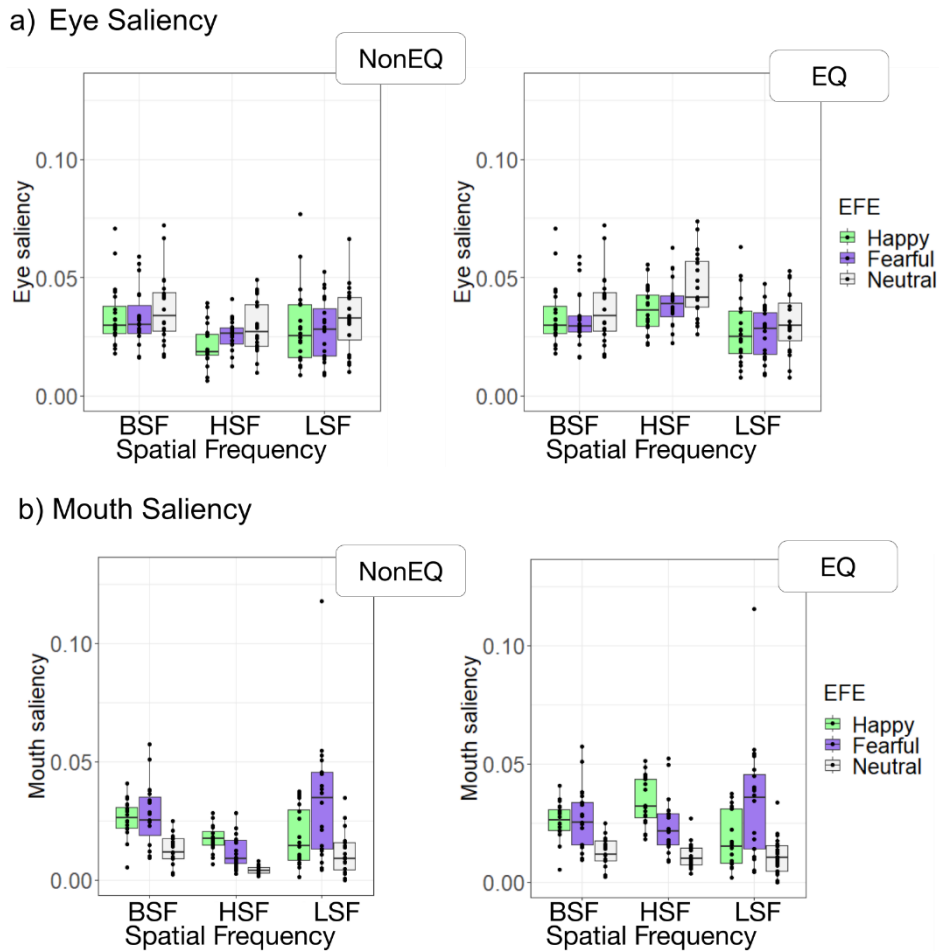 a) Eye Saliency
NonEQ
EQ
Eye saliency
0.10
0.05
0.00
BSF HSF LSF
Spatial Frequency
Eye saliency
0.10
0.05
0.00
BSF HSF LSF
Spatial Frequency
EFE
Happy
Fearful
Neutral
b) Mouth Saliency
NonEQ
EQ
Mouth saliency
0.10
0.05
0.00
BSF HSF LSF
Spatial Frequency
Mouth saliency
0.10
0.05
0.00
BSF HSF LSF
Spatial Frequency
EFE
Happy
Fearful
Neutral